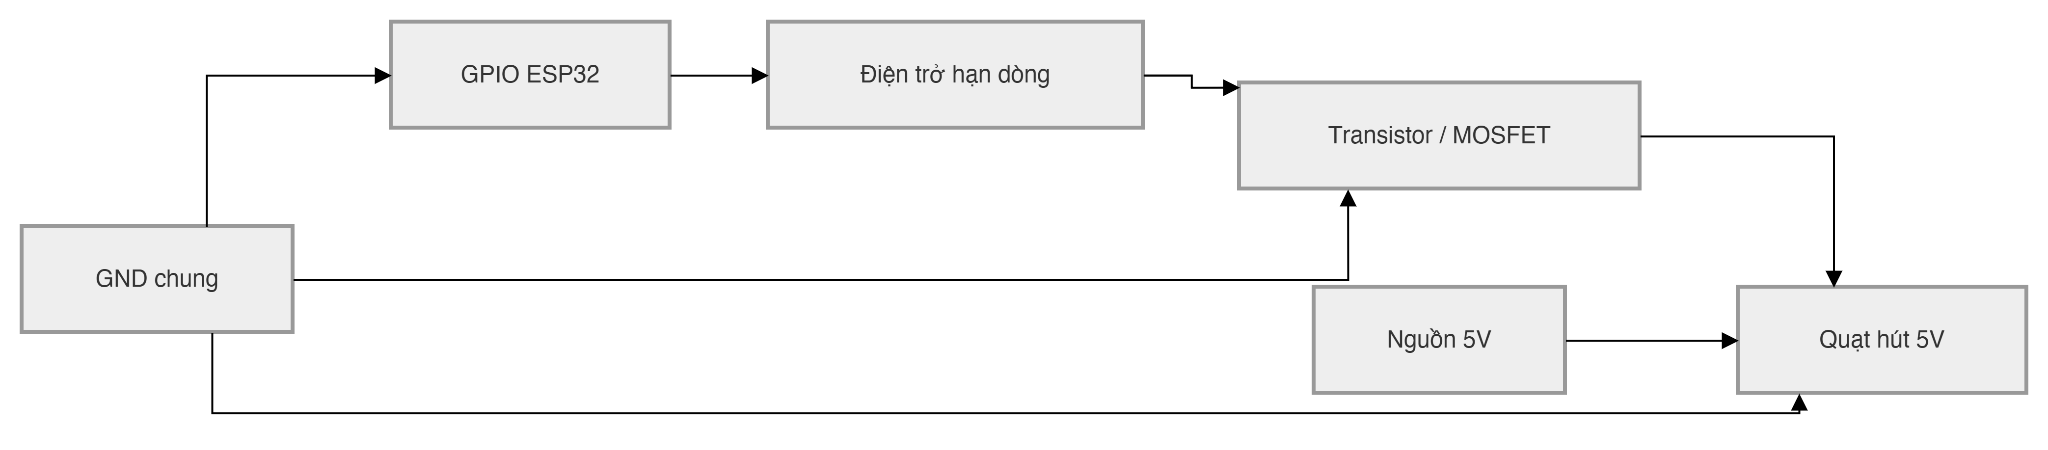 GPIO ESP32
Điện trở hạn dòng
Transistor / MOSFET
GND chung
Nguồn 5V
Quạt hút 5V